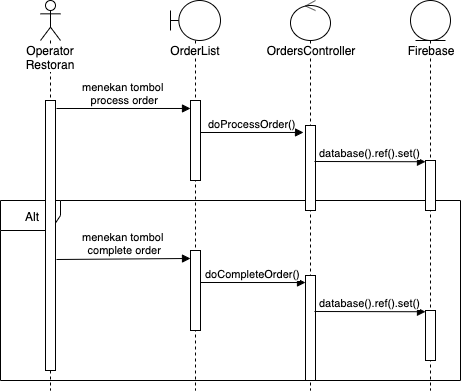 Operator
Restoran
OrderList
OrdersController
Firebase
menekan tombol
process order
doProcessOrder()
database().ref().set()
Alt
menekan tombol
complete order
doCompleteOrder()
database().ref().set()